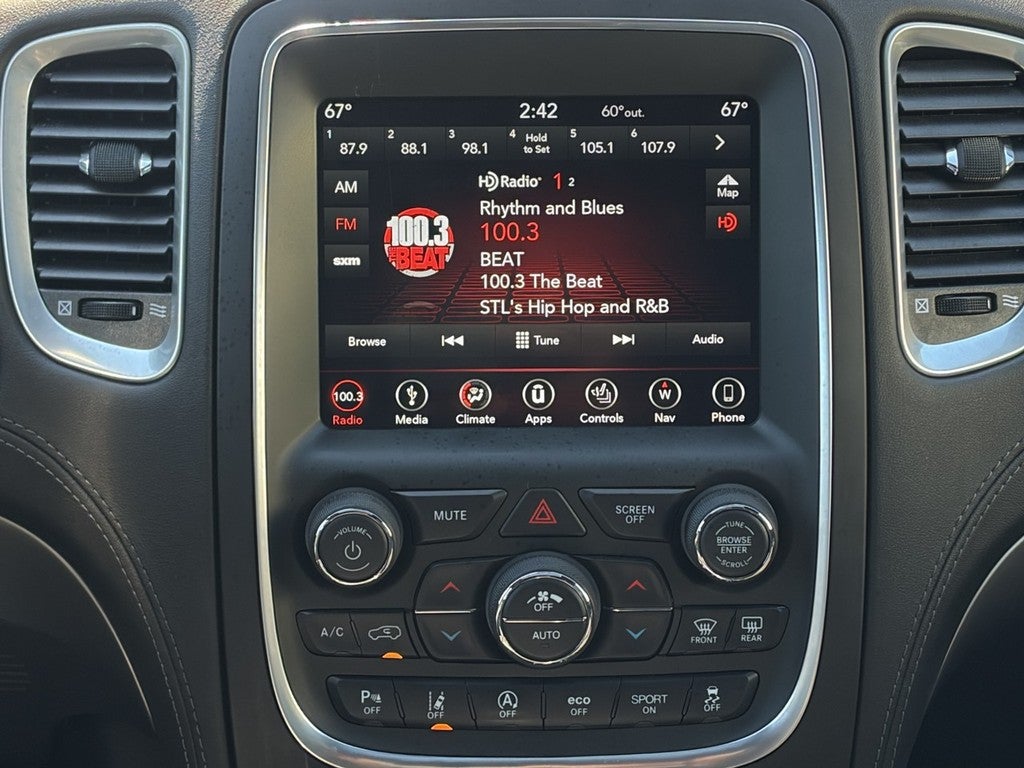 67° 2:42 60°out. 67°
1 87.9 2 88.1 3 98.1 4 Hold to Set 5 105.1 6 107.9
AM
FM
sxm
100.3
THE BEAT
HD Radio 1 2
Rhythm and Blues
100.3
BEAT
100.3 The Beat
STL's Hip Hop and R&B
Map
HD
Browse Tune Audio
100.3 W
Radio Media Climate Apps Controls Nav Phone
VOLUME
MUTE
SCREEN
OFF
TUNE
BROWSE
ENTER
SCROLL
OFF
AUTO
A/C
FRONT REAR
P OFF
OFF
A OFF
eco OFF
SPORT ON
OFF